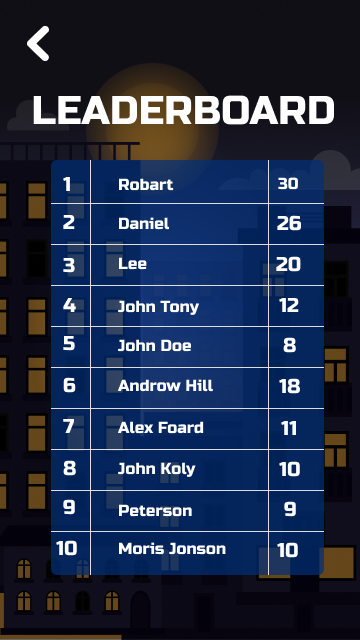 LEADERBOARD
1 Robart 30
2 Daniel 26
3 Lee 20
4 John Tony 12
5 John Doe 8
6 Androw Hill 18
7 Alex Foard 11
8 John Koly 10
9 Peterson 9
10 Moris Jonson 10